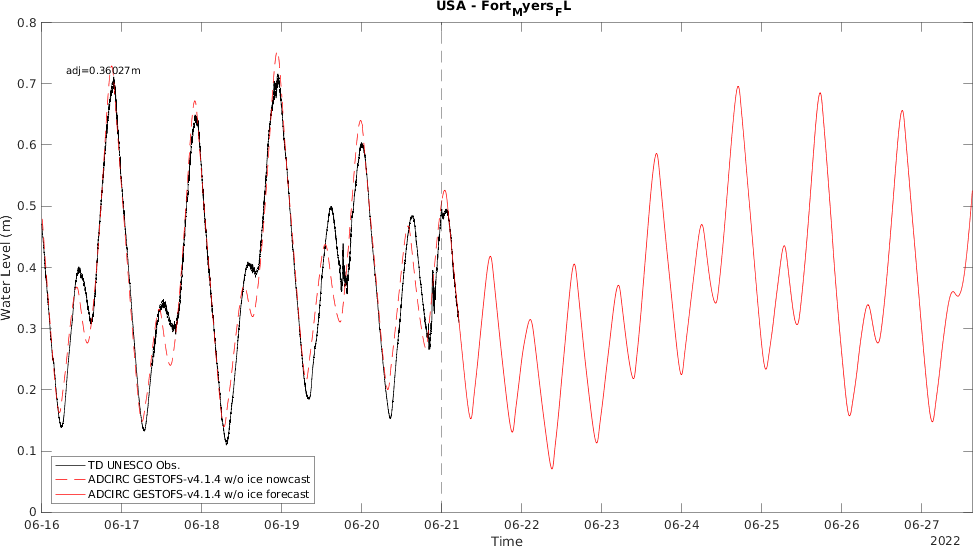 USA - Fort_Myers_FL
adj=0.36027m
0.8
0.7
0.6
0.5
0.4
0.3
0.2
0.1
0
Water Level (m)
TD UNESCO Obs.
ADCIRC GESTOFS-v4.1.4 w/o ice nowcast
ADCIRC GESTOFS-v4.1.4 w/o ice forecast
06-16 06-17 06-18 06-19 06-20 06-21 06-22 06-23 06-24 06-25 06-26 06-27
Time
2022